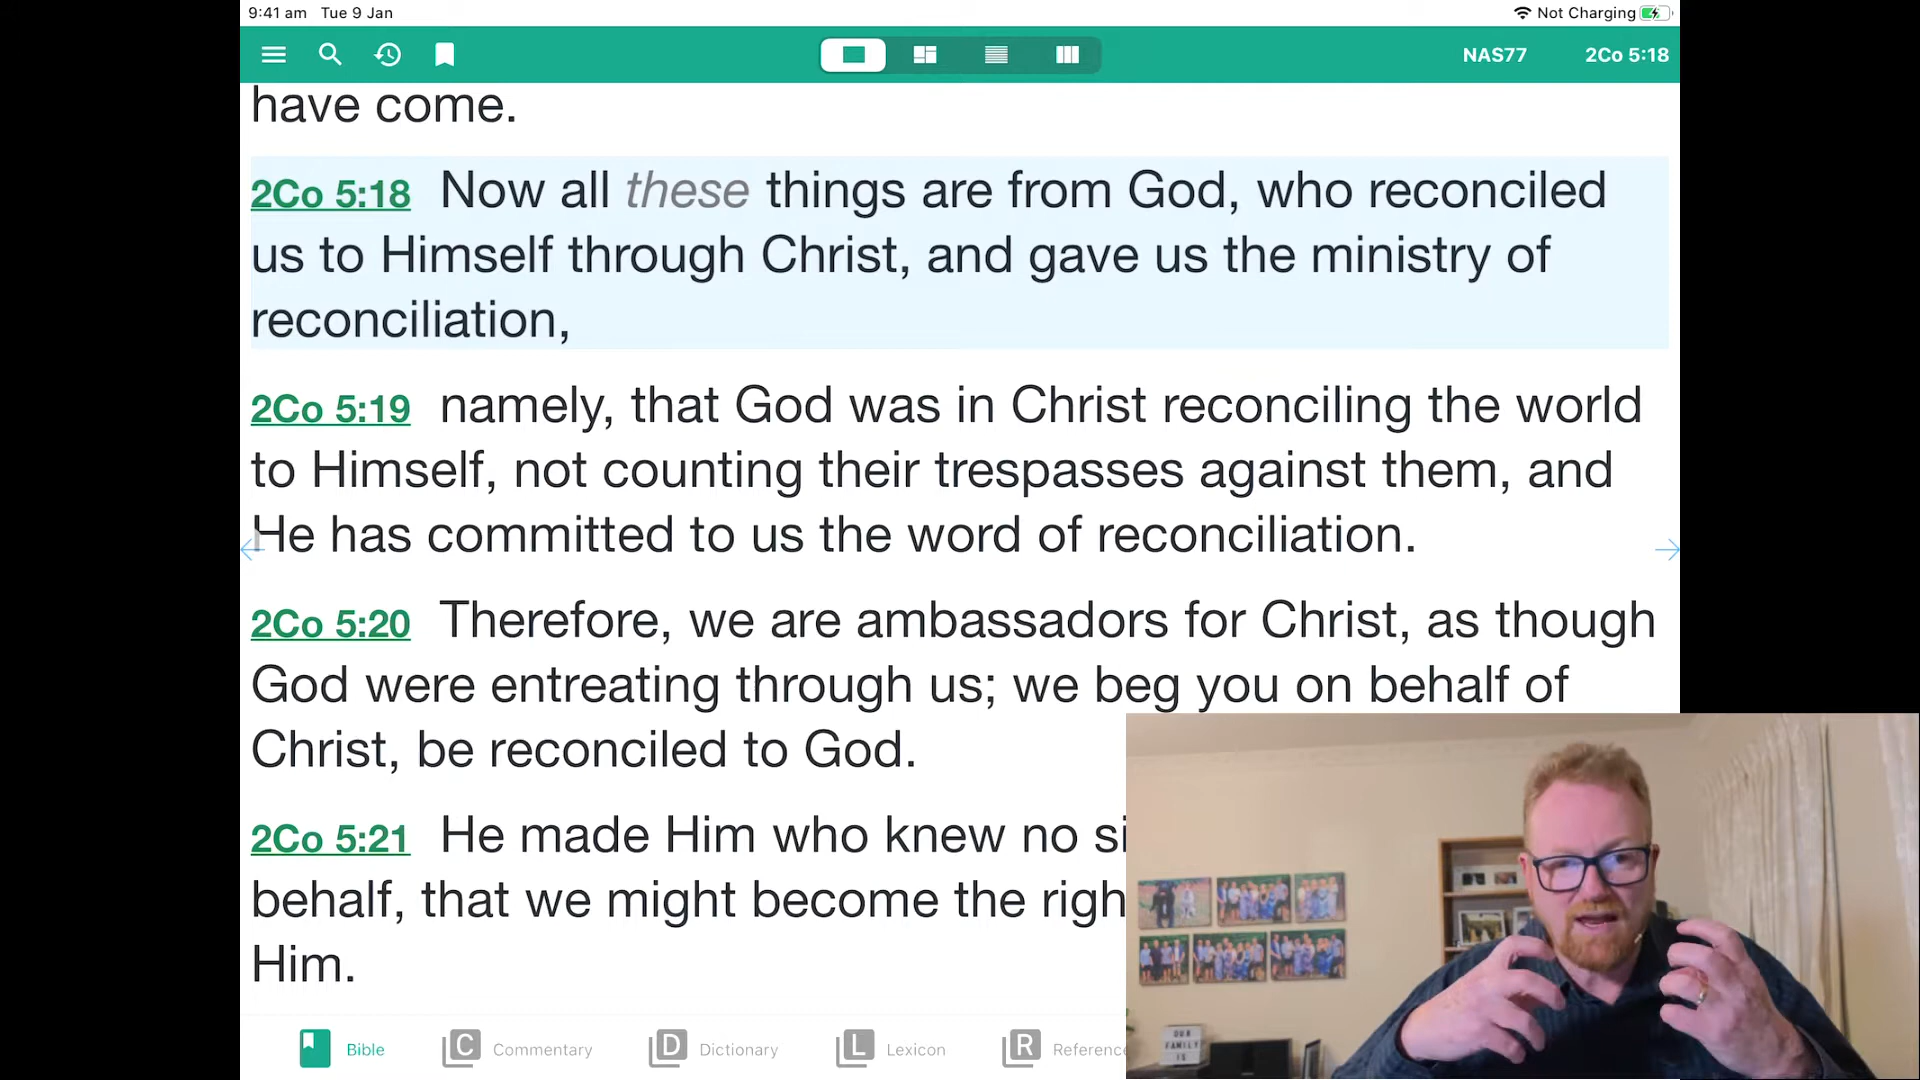 9:41 am Tue 9 Jan
Not Charging
NAS77
2Co 5:18
have come.
2Co 5:18 Now all these things are from God, who reconciled
us to Himself through Christ, and gave us the ministry of
reconciliation,
2Co 5:19 namely, that God was in Christ reconciling the world
to Himself, not counting their trespasses against them, and
He has committed to us the word of reconciliation.
2Co 5:20 Therefore, we are ambassadors for Christ, as though
God were entreating through us; we beg you on behalf of
Christ, be reconciled to God.
2Co 5:21 He made Him who knew no si
behalf, that we might become the righ
Him.
Bible
C Commentary
D Dictionary
L Lexicon
R Reference
OUR
FAMILY
IS